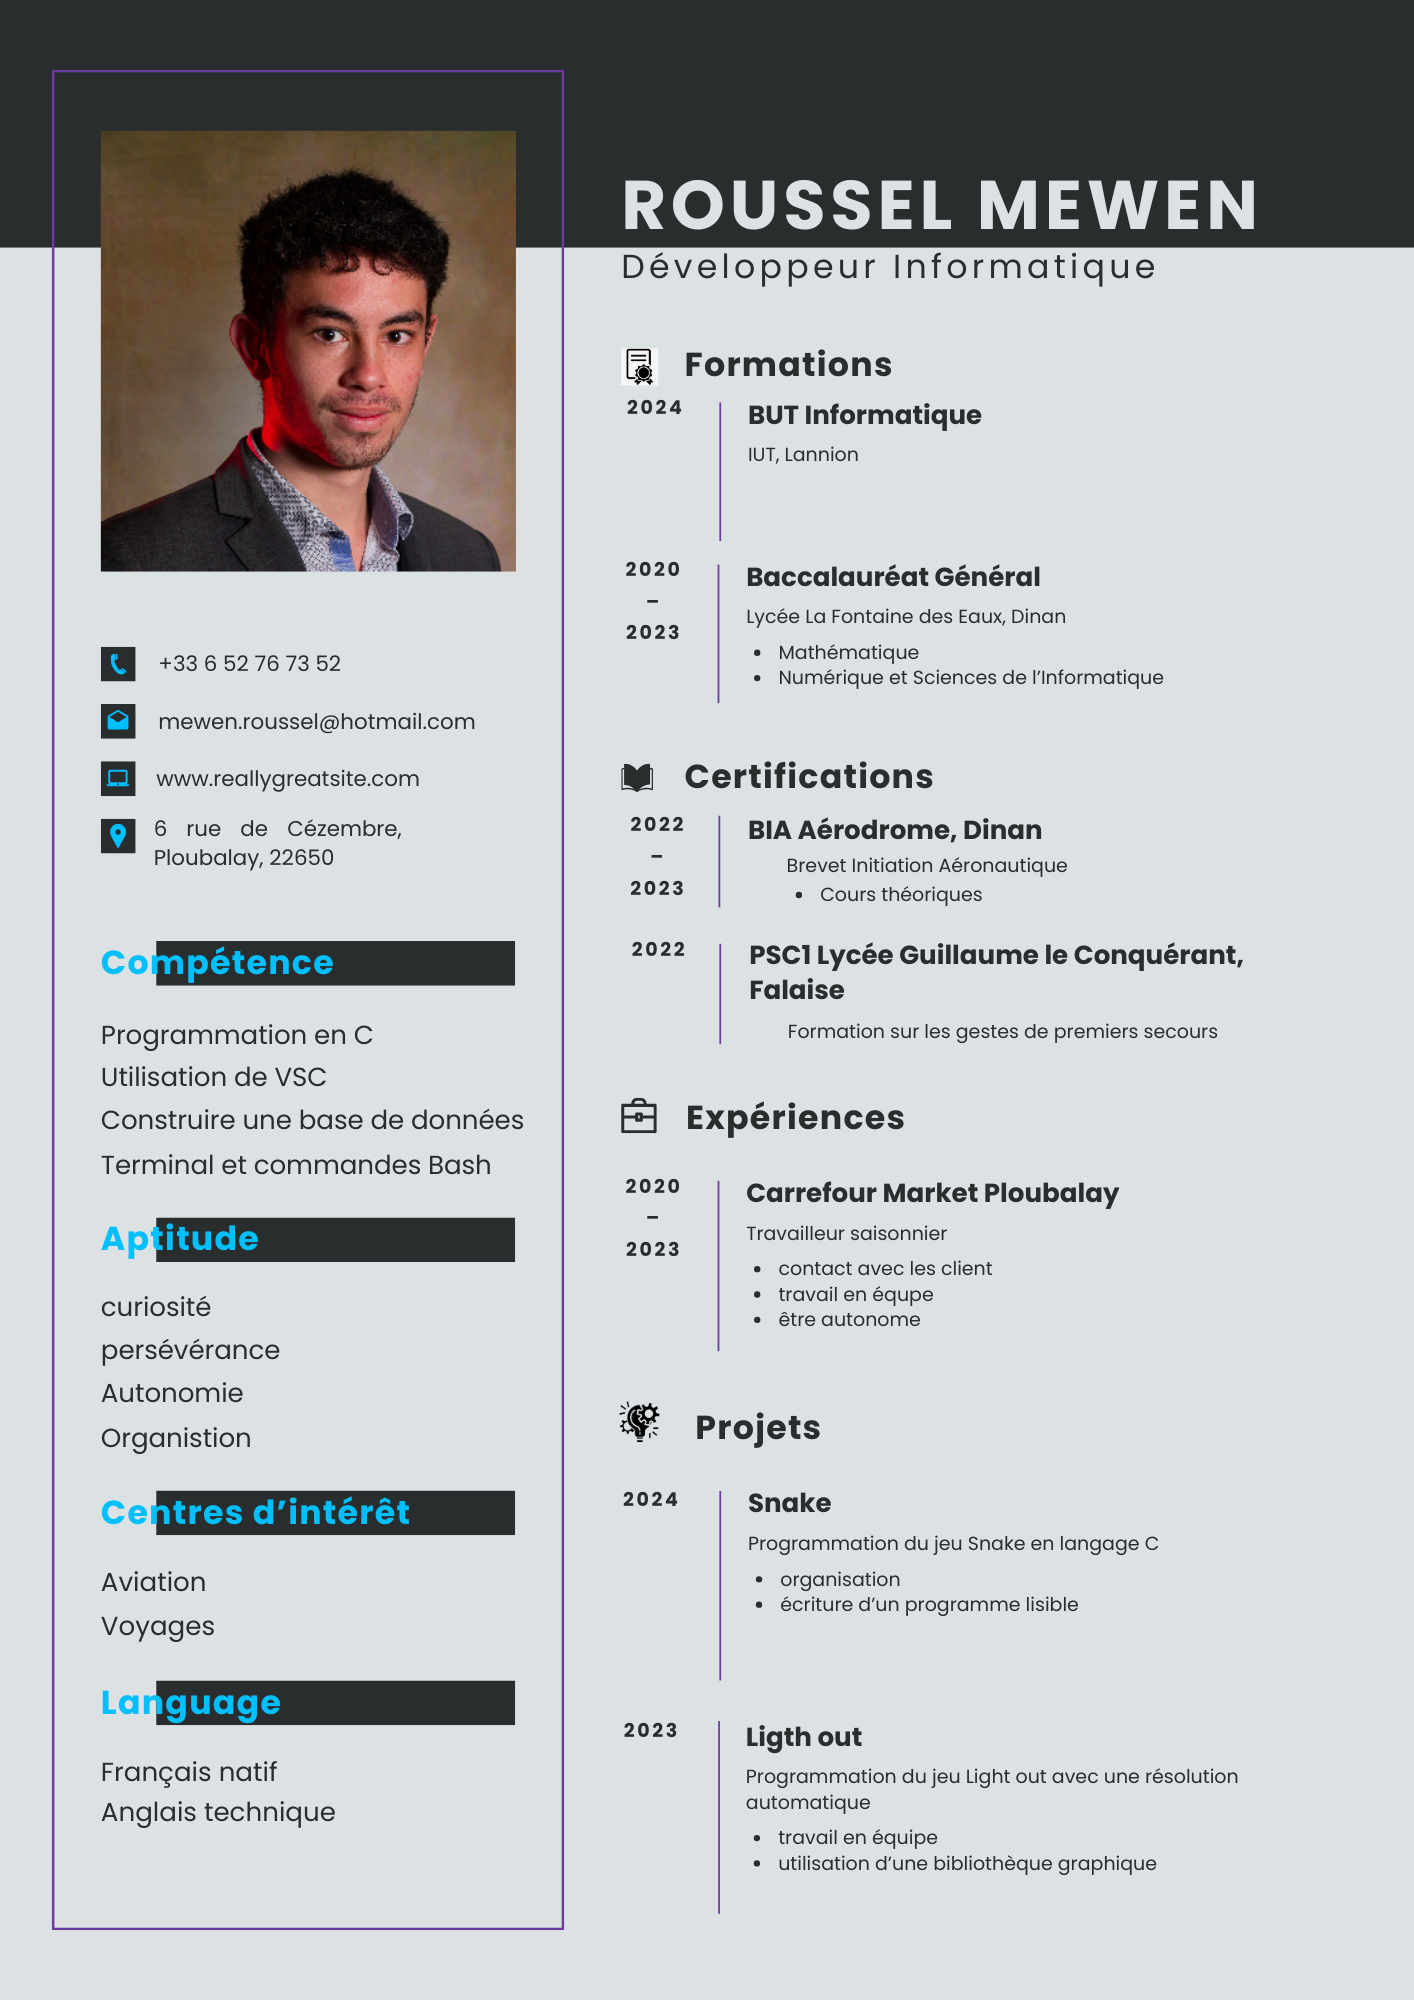 ROUSSEL MEWEN
Développeur Informatique
+33 6 52 76 73 52
mewen.roussel@hotmail.com
www.reallygreatsite.com
6 rue de Cézembre,
Ploubalay, 22650
Compétence
Programmation en C
Utilisation de VSC
Construire une base de données
Terminal et commandes Bash
Aptitude
curiosité
persévérance
Autonomie
Organistion
Centres d’intérêt
Aviation
Voyages
Language
Français natif
Anglais technique
Formations
2024
BUT Informatique
IUT, Lannion
2020
–
2023
Baccalauréat Général
Lycée La Fontaine des Eaux, Dinan
• Mathématique
• Numérique et Sciences de l’Informatique
Certifications
2022
–
2023
BIA Aérodrome, Dinan
Brevet Initiation Aéronautique
• Cours théoriques
2022
PSC1 Lycée Guillaume le Conquérant,
Falaise
Formation sur les gestes de premiers secours
Expériences
2020
–
2023
Carrefour Market Ploubalay
Travailleur saisonnier
• contact avec les client
• travail en équpe
• être autonome
Projets
2024
Snake
Programmation du jeu Snake en langage C
• organisation
• écriture d’un programme lisible
2023
Ligth out
Programmation du jeu Light out avec une résolution
automatique
• travail en équipe
• utilisation d’une bibliothèque graphique